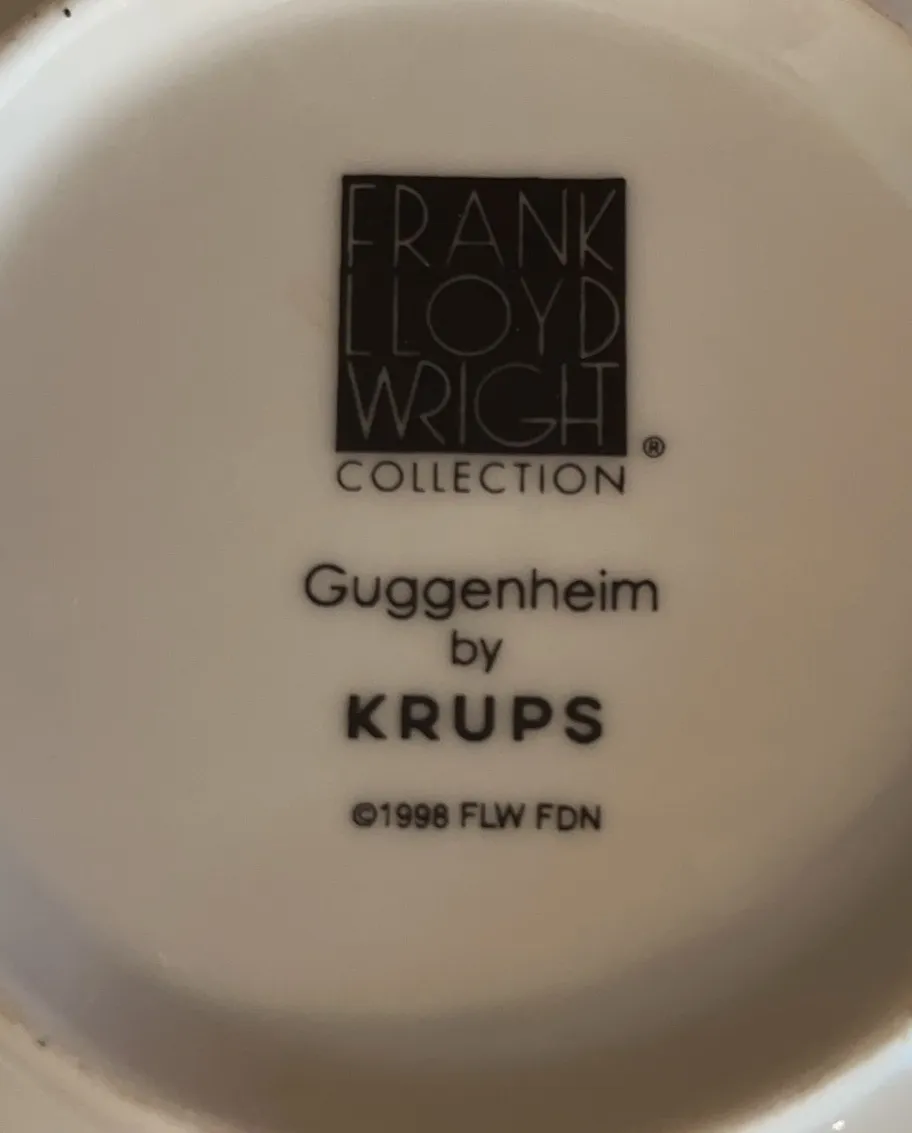 FRANK
LLOYD
WRIGHT
®
COLLECTION
Guggenheim
by
KRUPS
©1998 FLW FDN